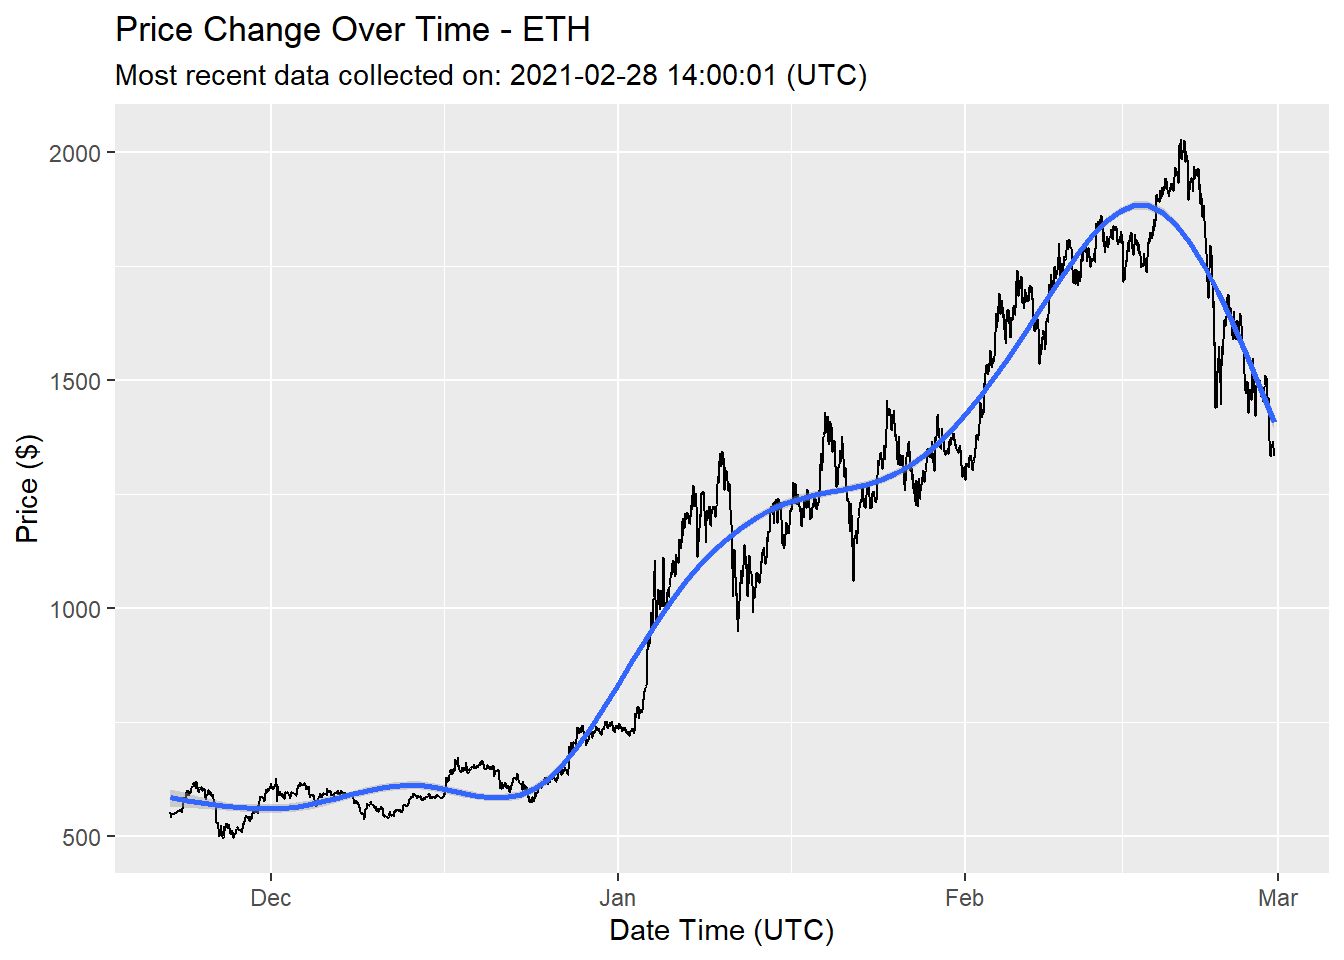 Price Change Over Time - ETH
Most recent data collected on: 2021-02-28 14:00:01 (UTC)
2000
1500
1000
500
Price ($)
Dec Jan Feb Mar
Date Time (UTC)